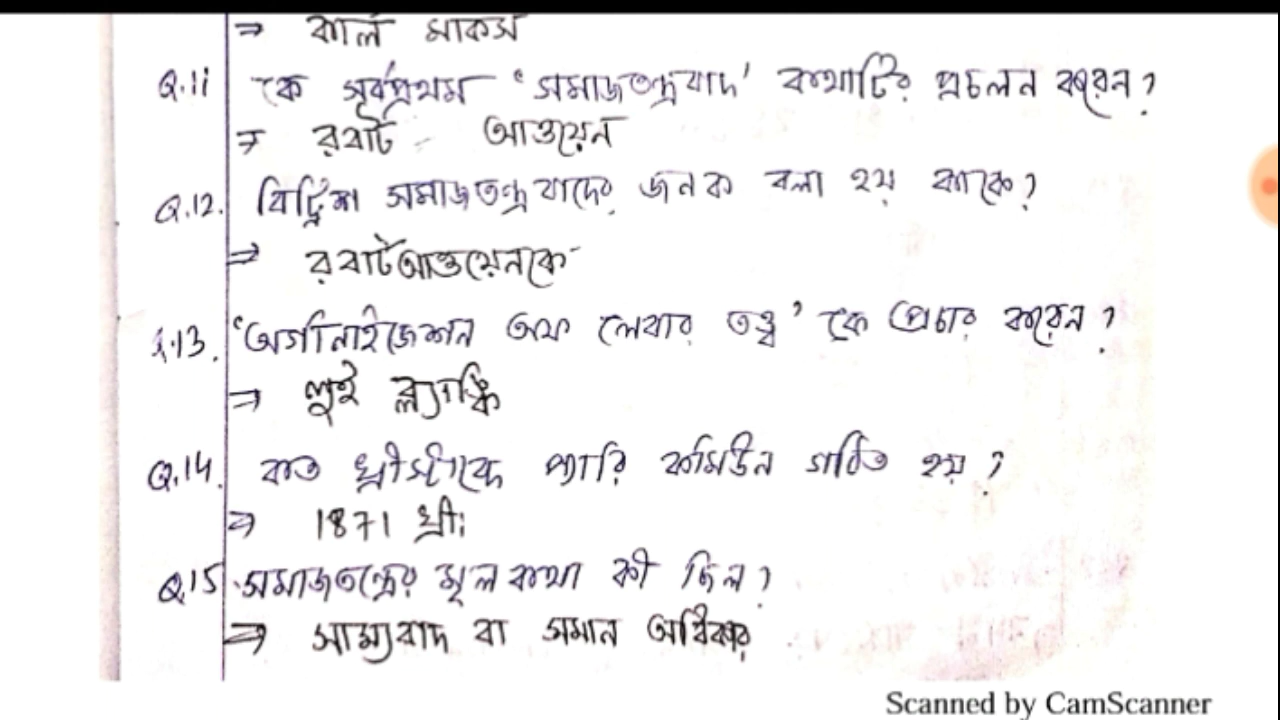 ⇒ কার্ল মার্কস
Q.11 কে সর্বপ্রথম ‘সমাজতন্দ্রবাদ’ কথাটির প্রচলন করেন?
⇒ রবার্ট আওয়েন
Q.12. ব্রিটিশ সমাজতন্দ্রবাদের জনক বলা হয় কাকে?
⇒ রবার্টআওয়েনকে
Q.13. ‘অর্গানাইজেশন অফ লেবার তত্ত্ব’ কে প্রচার করেন?
⇒ লুই ব্ল্যাঙ্কি
Q.14. কত খ্রীস্টাব্দে প্যারি কমিউন গঠিত হয়?
⇒ 1871 খ্রীঃ
Q.15. সমাজতন্ত্রের মূলকথা কী ছিল?
⇒ সাম্যবাদ বা সমান অধিকার
Scanned by CamScanner